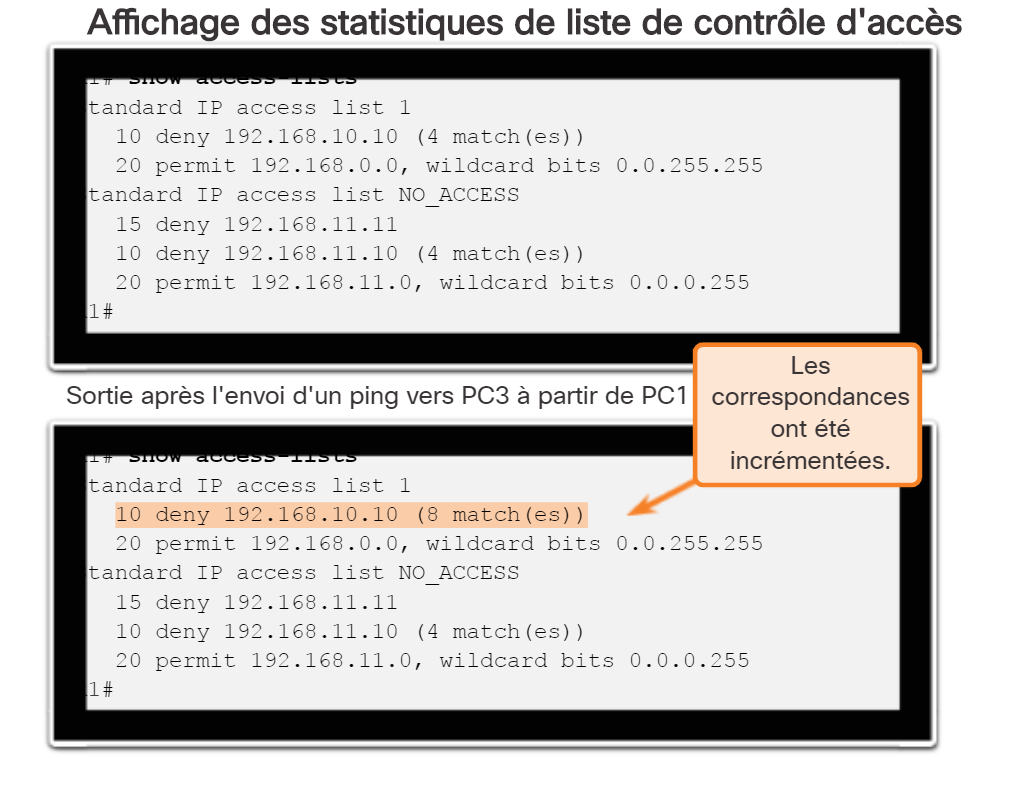 Affichage des statistiques de liste de contrôle d'accès
1# show access-lists
tandard IP access list 1
10 deny 192.168.10.10 (4 match(es))
20 permit 192.168.0.0, wildcard bits 0.0.255.255
tandard IP access list NO_ACCESS
15 deny 192.168.11.11
10 deny 192.168.11.10 (4 match(es))
20 permit 192.168.11.0, wildcard bits 0.0.0.255
1#
Sortie après l'envoi d'un ping vers PC3 à partir de PC1
Les
correspondances
ont été
incrémentées.
1# show access-lists
tandard IP access list 1
10 deny 192.168.10.10 (8 match(es))
20 permit 192.168.0.0, wildcard bits 0.0.255.255
tandard IP access list NO_ACCESS
15 deny 192.168.11.11
10 deny 192.168.11.10 (4 match(es))
20 permit 192.168.11.0, wildcard bits 0.0.0.255
1#